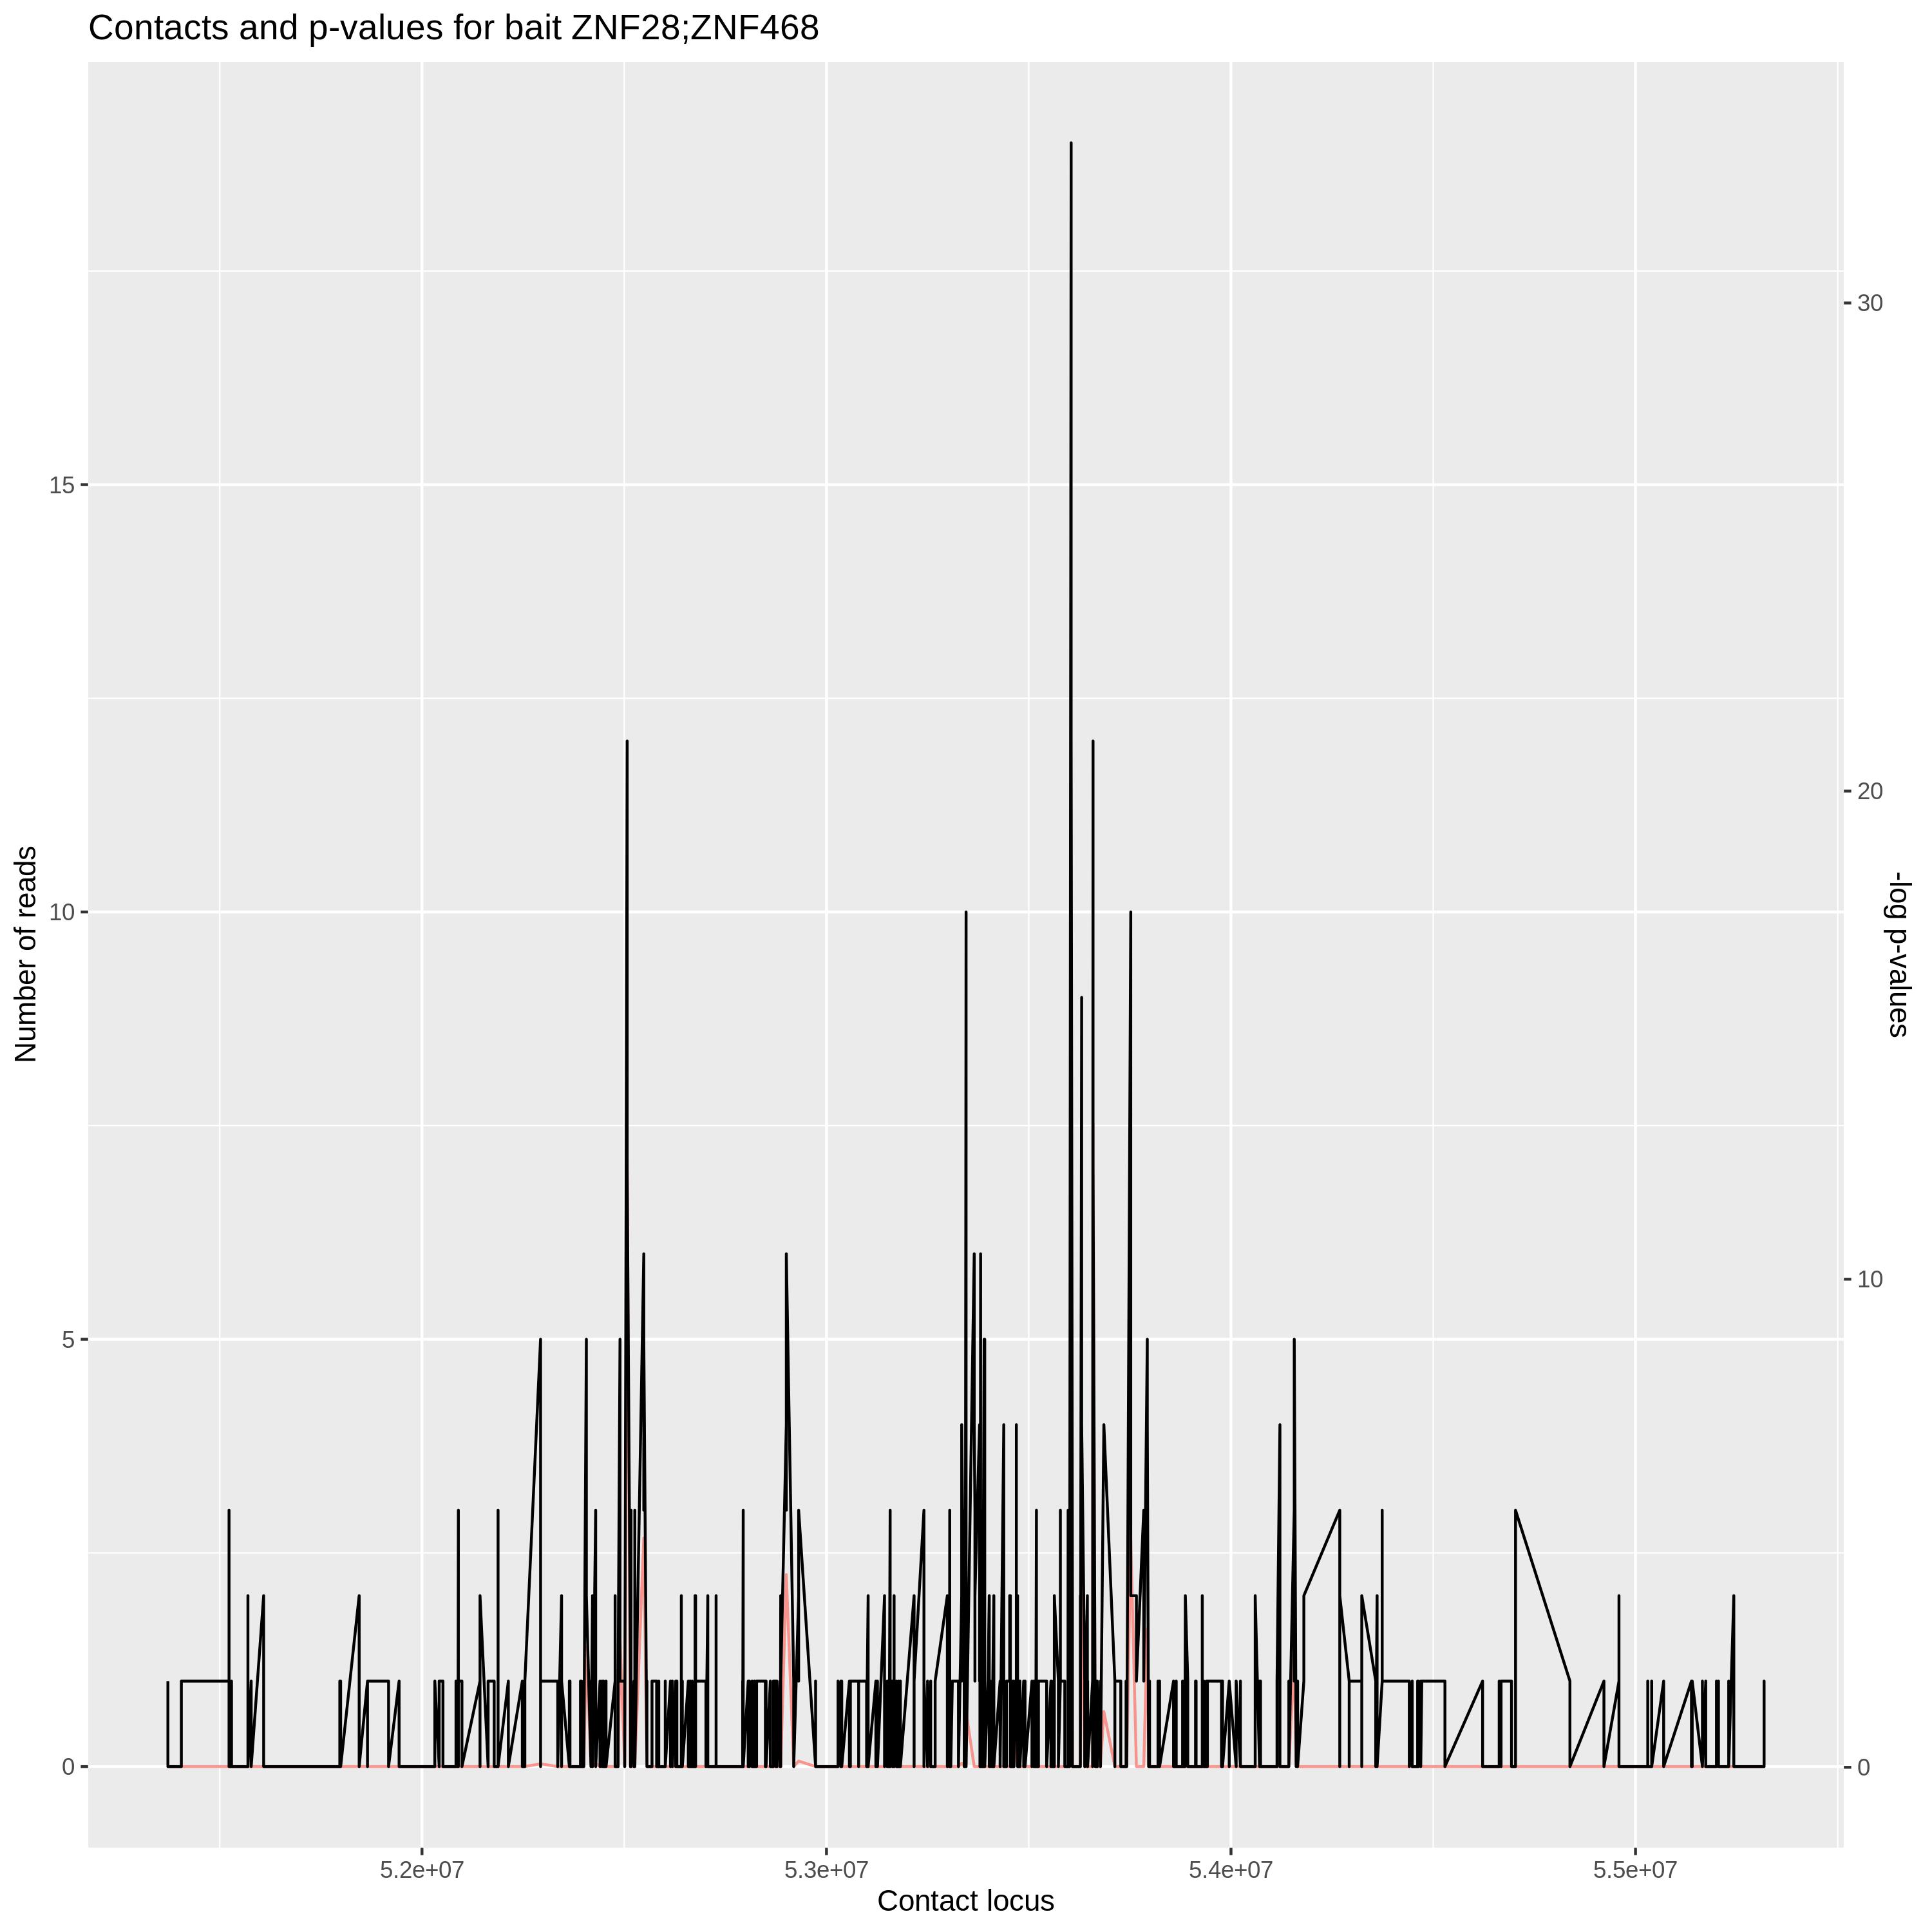 Contacts and p-values for bait ZNF28;ZNF468
Number of reads
15
10
5
0
30
20
10
0
-log p-values
5.2e+07
5.3e+07
5.4e+07
5.5e+07
Contact locus